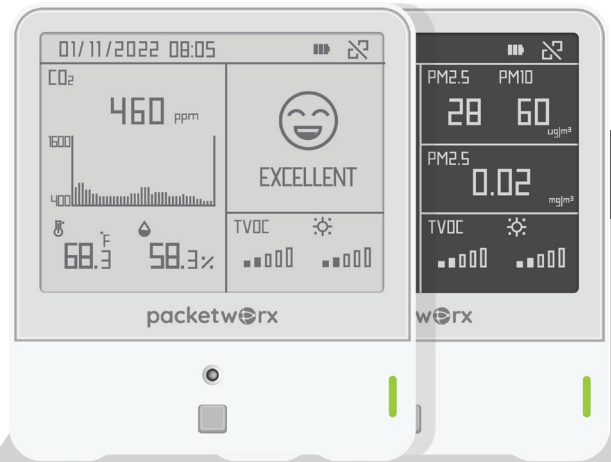 01/11/2022 08:05
CO₂
460 ppm
1600
400
°F
68.3
58.3%
EXCELLENT
TVOC
packetworx
PM2.5 PM10
28 60
ug/m³
PM2.5
0.02
mg/m³
TVOC
w rx